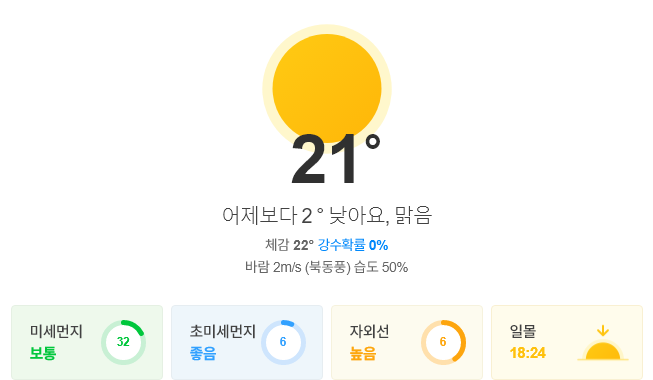 21°
어제보다 2 ° 낮아요, 맑음
체감 22° 강수확률 0%
바람 2m/s (북동풍) 습도 50%
미세먼지
보통
32
초미세먼지
좋음
6
자외선
높음
6
일몰
18:24